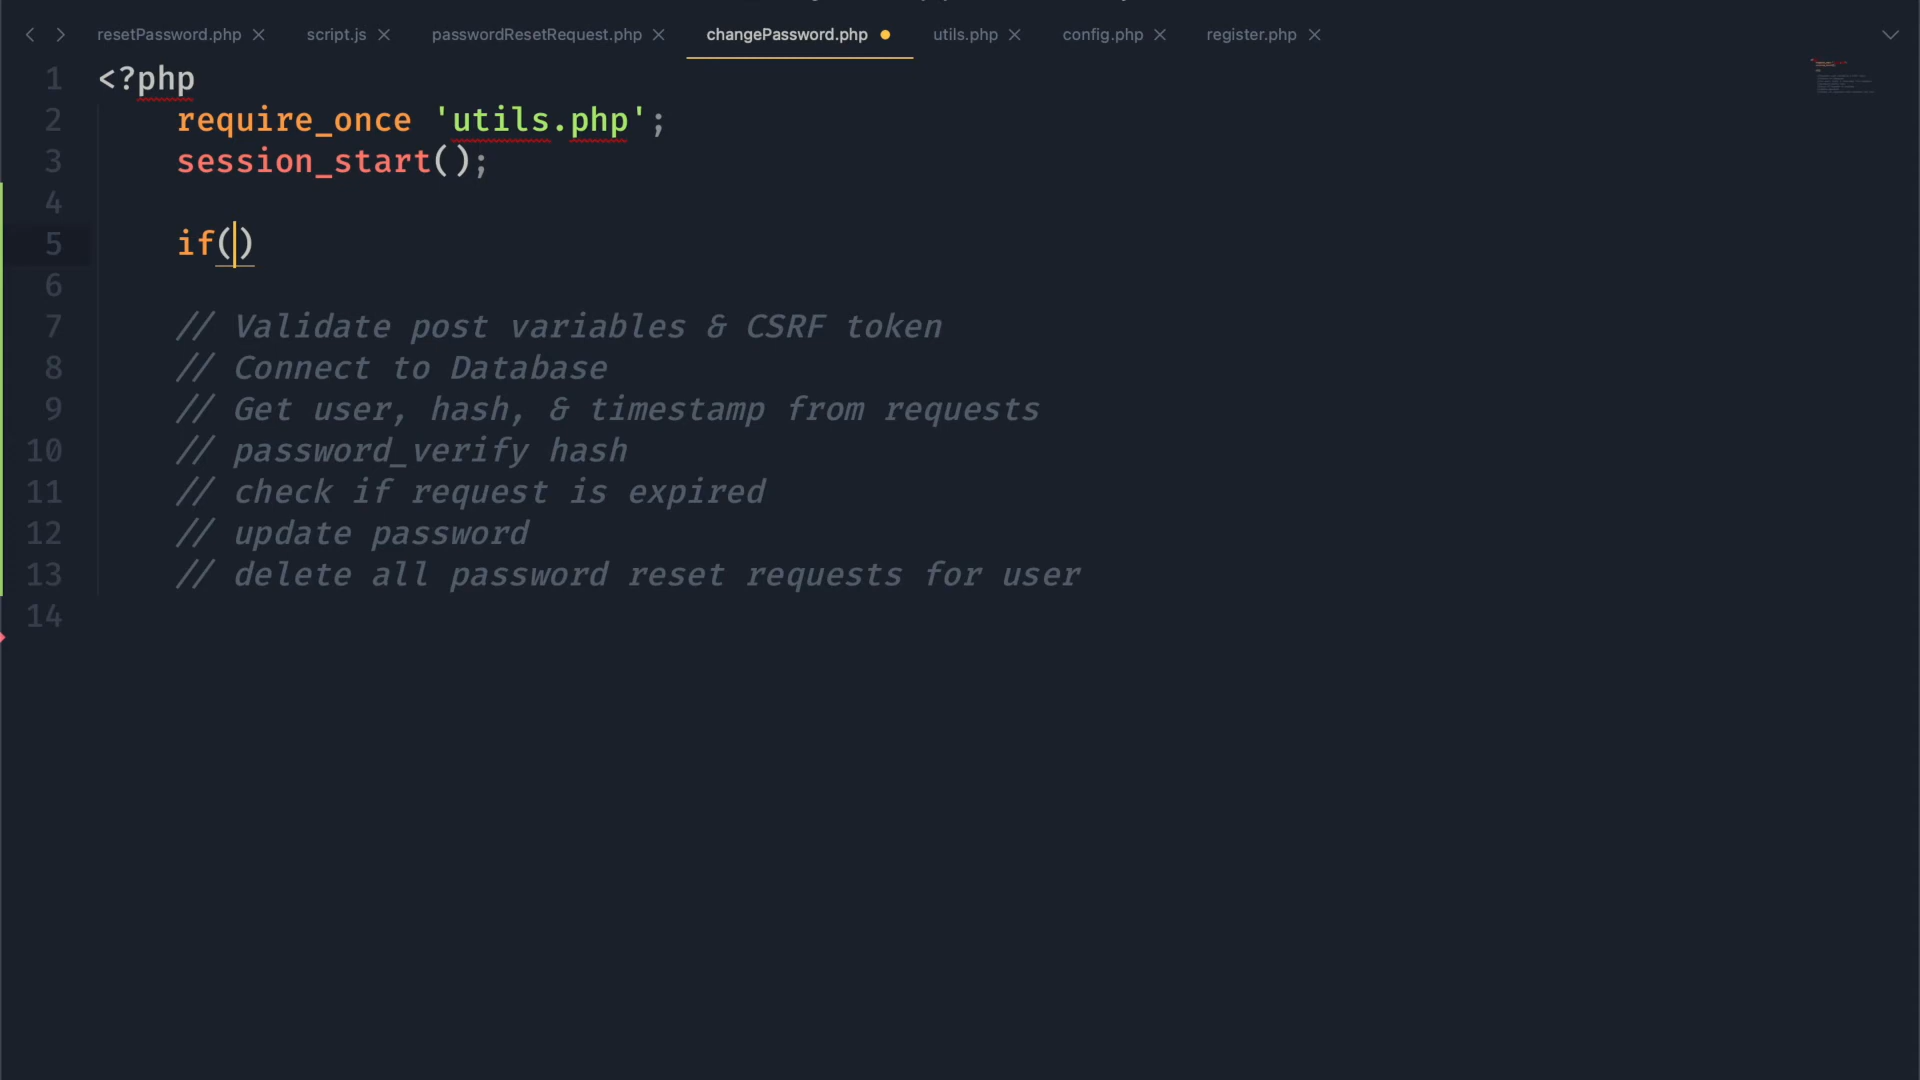 resetPassword.php script.js passwordResetRequest.php changePassword.php utils.php config.php register.php
1 <?php
2 require_once 'utils.php';
3 session_start();
4
5 if()
6
7 // Validate post variables & CSRF token
8 // Connect to Database
9 // Get user, hash, & timestamp from requests
10 // password_verify hash
11 // check if request is expired
12 // update password
13 // delete all password reset requests for user
14